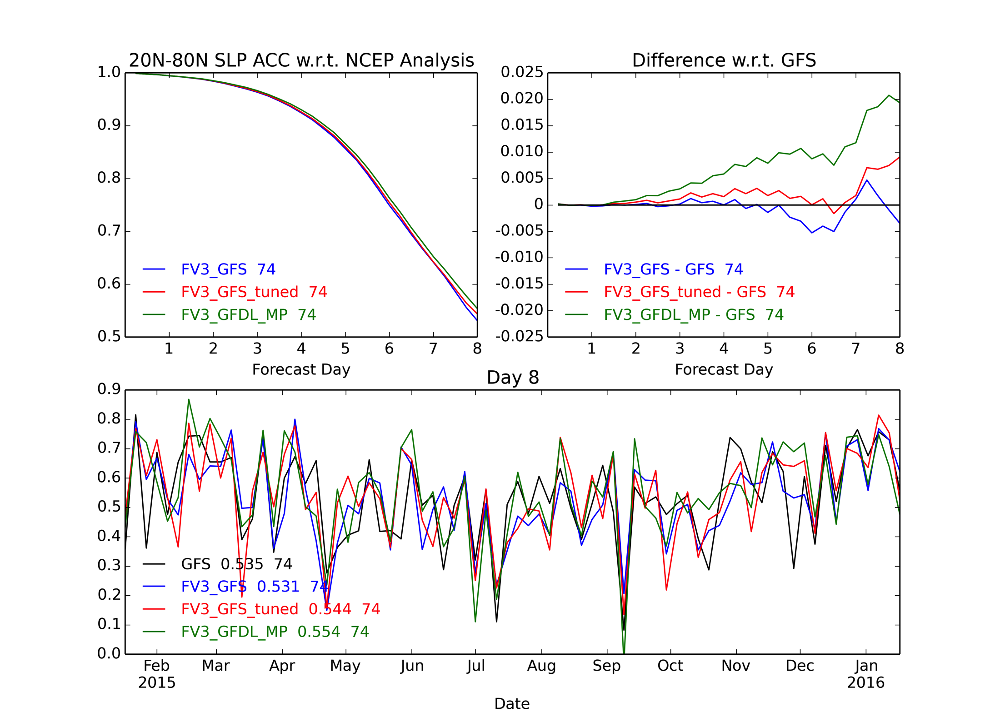 20N-80N SLP ACC w.r.t. NCEP Analysis
1.0
0.9
0.8
0.7
0.6
0.5
FV3_GFS 74
FV3_GFS_tuned 74
FV3_GFDL_MP 74
1 2 3 4 5 6 7 8
Forecast Day
Difference w.r.t. GFS
0.025
0.020
0.015
0.010
0.005
0
-0.005
-0.010
-0.015
-0.020
-0.025
FV3_GFS - GFS 74
FV3_GFS_tuned - GFS 74
FV3_GFDL_MP - GFS 74
1 2 3 4 5 6 7 8
Forecast Day
Day 8
0.9
0.8
0.7
0.6
0.5
0.4
0.3
0.2
0.1
0.0
GFS 0.535 74
FV3_GFS 0.531 74
FV3_GFS_tuned 0.544 74
FV3_GFDL_MP 0.554 74
Feb Mar Apr May Jun Jul Aug Sep Oct Nov Dec Jan
2015 2016
Date